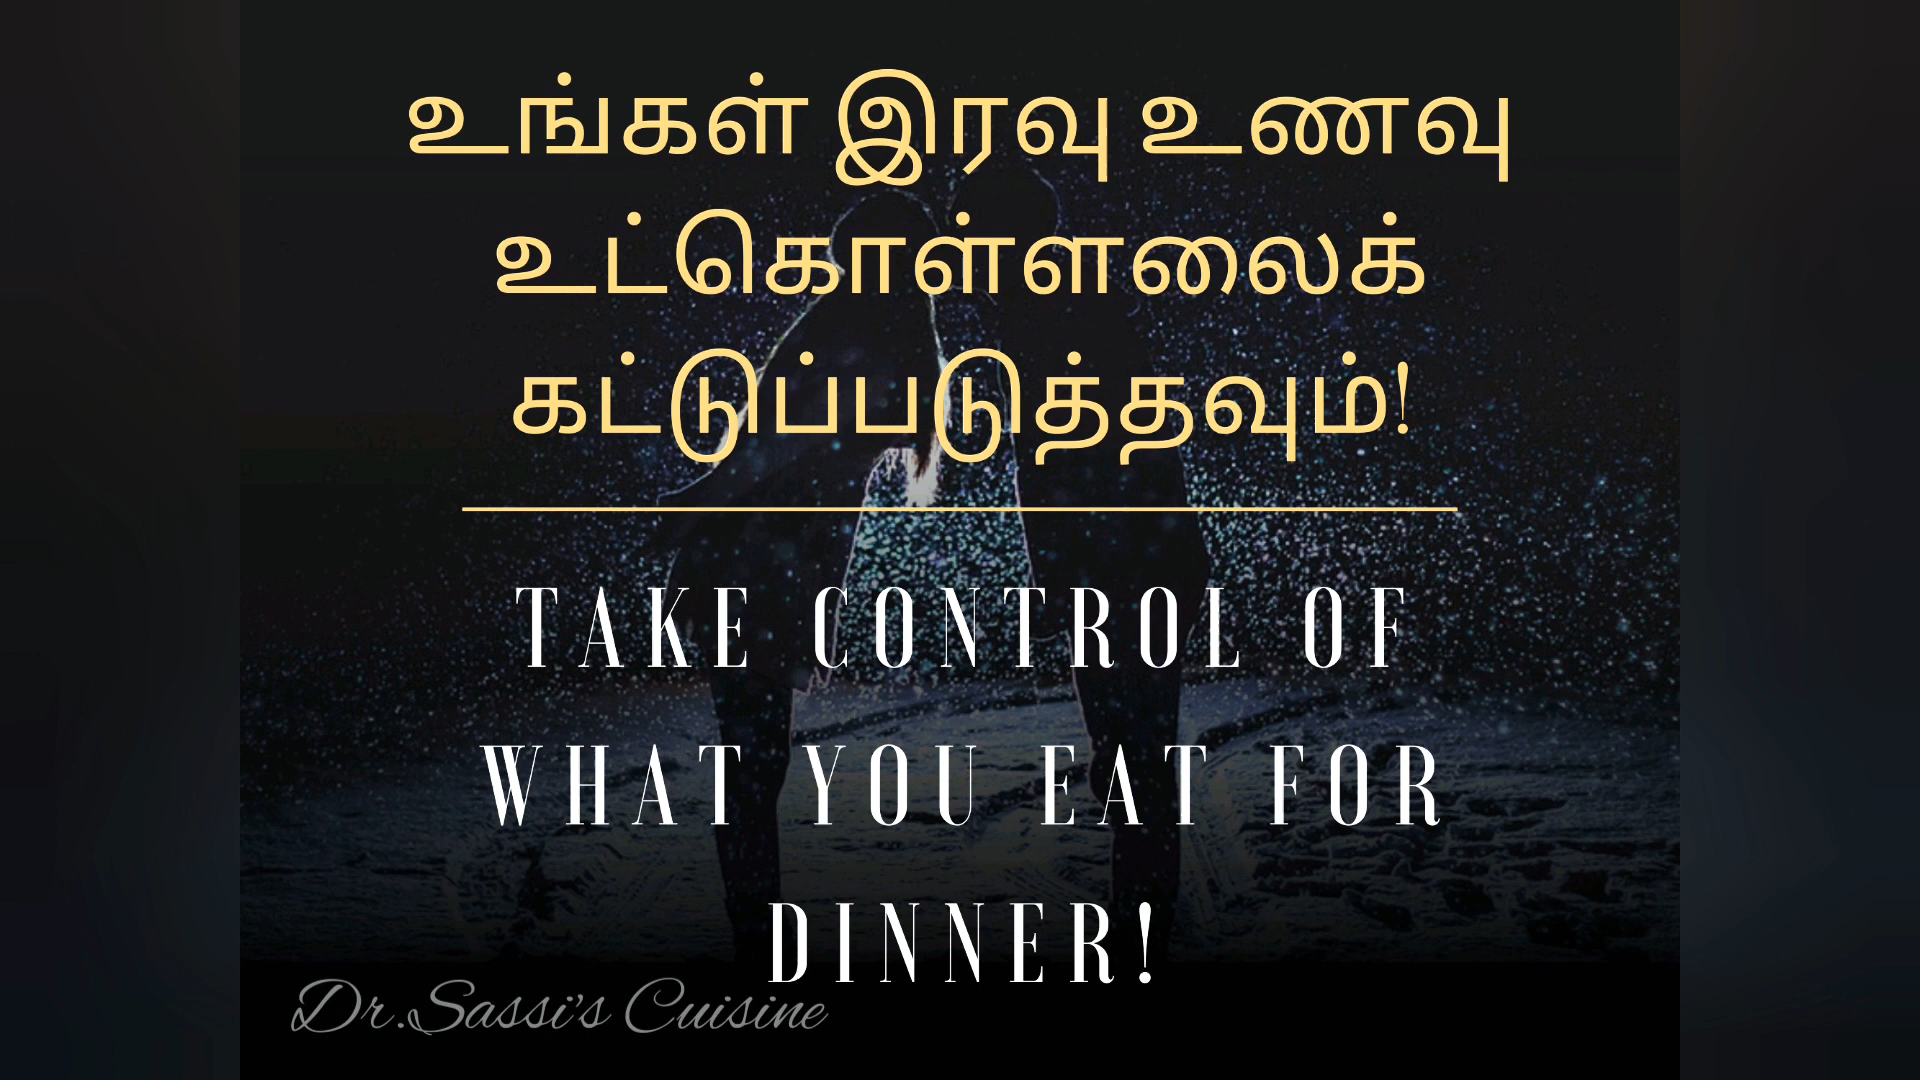 உங்கள் இரவு உணவு
உட்கொள்ளலைக்
கட்டுப்படுத்தவும்!
TAKE CONTROL OF
WHAT YOU EAT FOR
DINNER!
Dr.Sassi's Cuisine